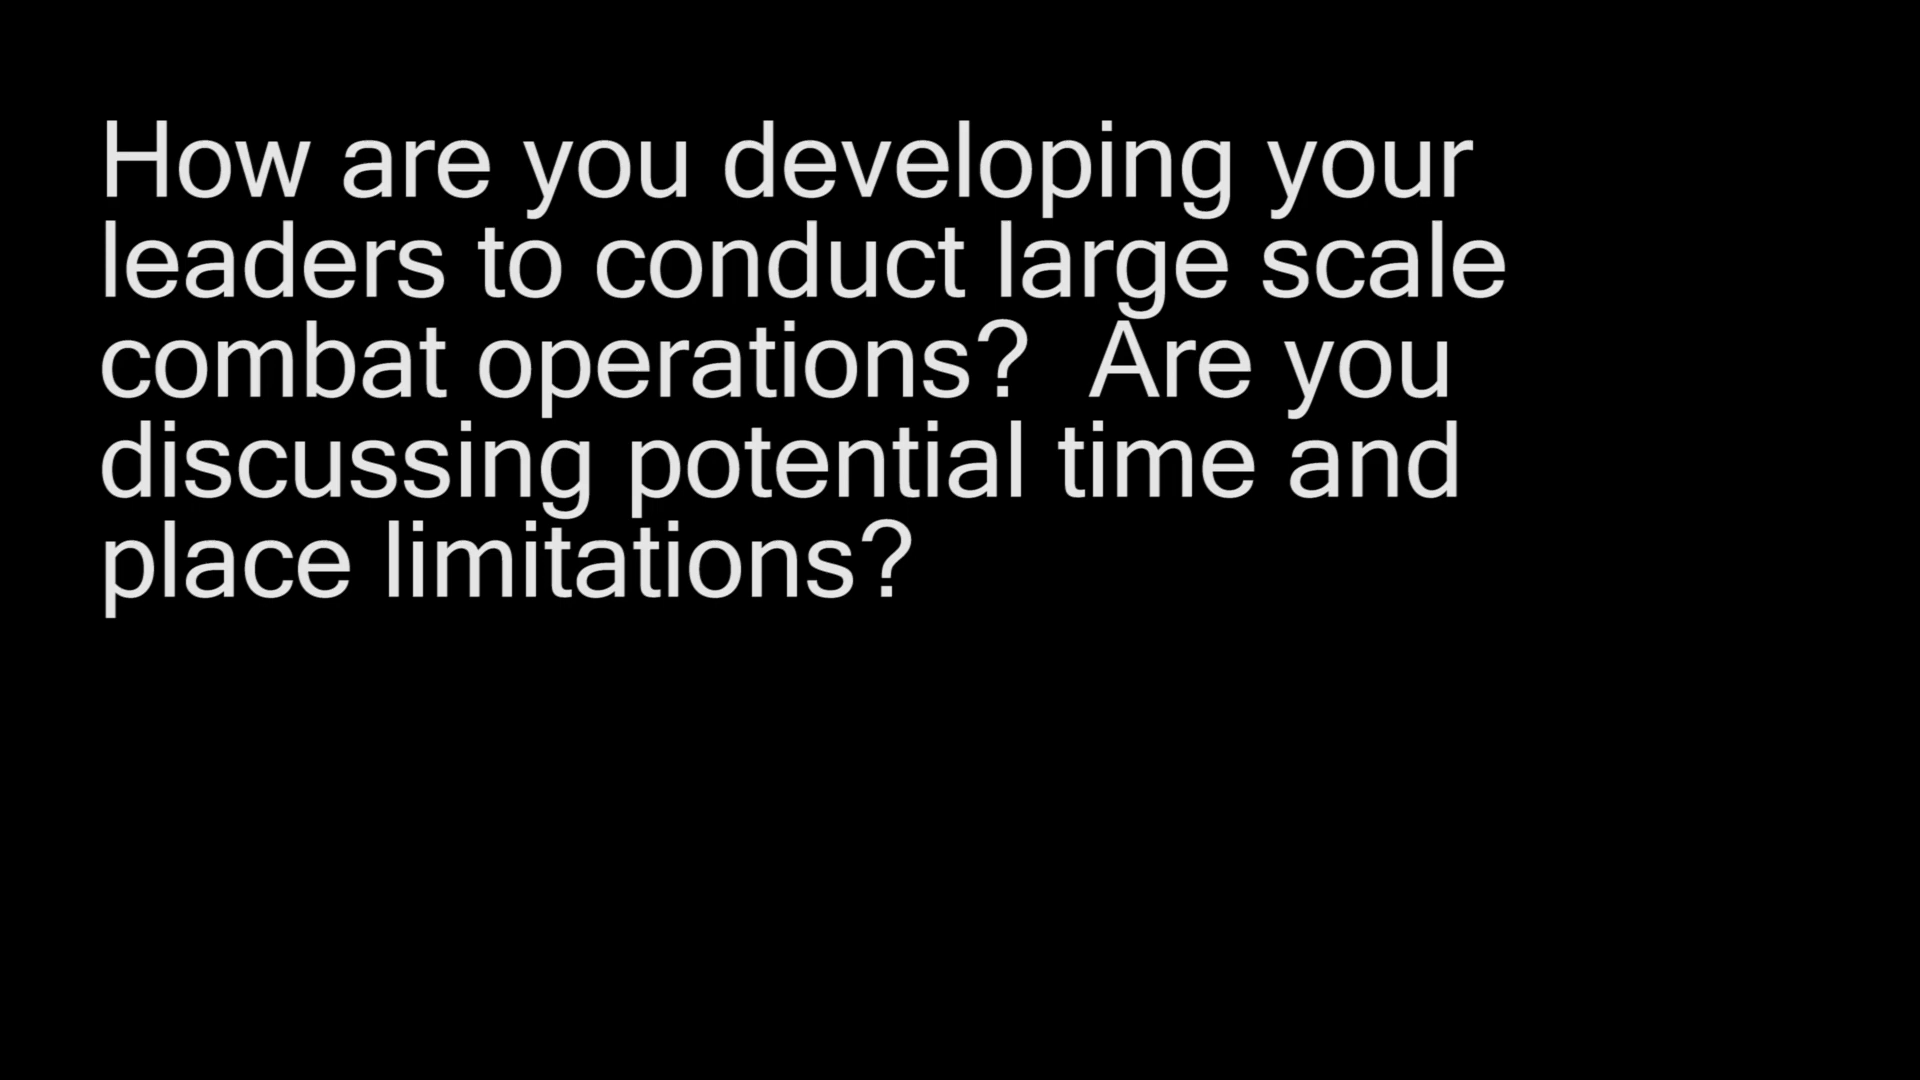 How are you developing your
leaders to conduct large scale
combat operations?  Are you
discussing potential time and
place limitations?